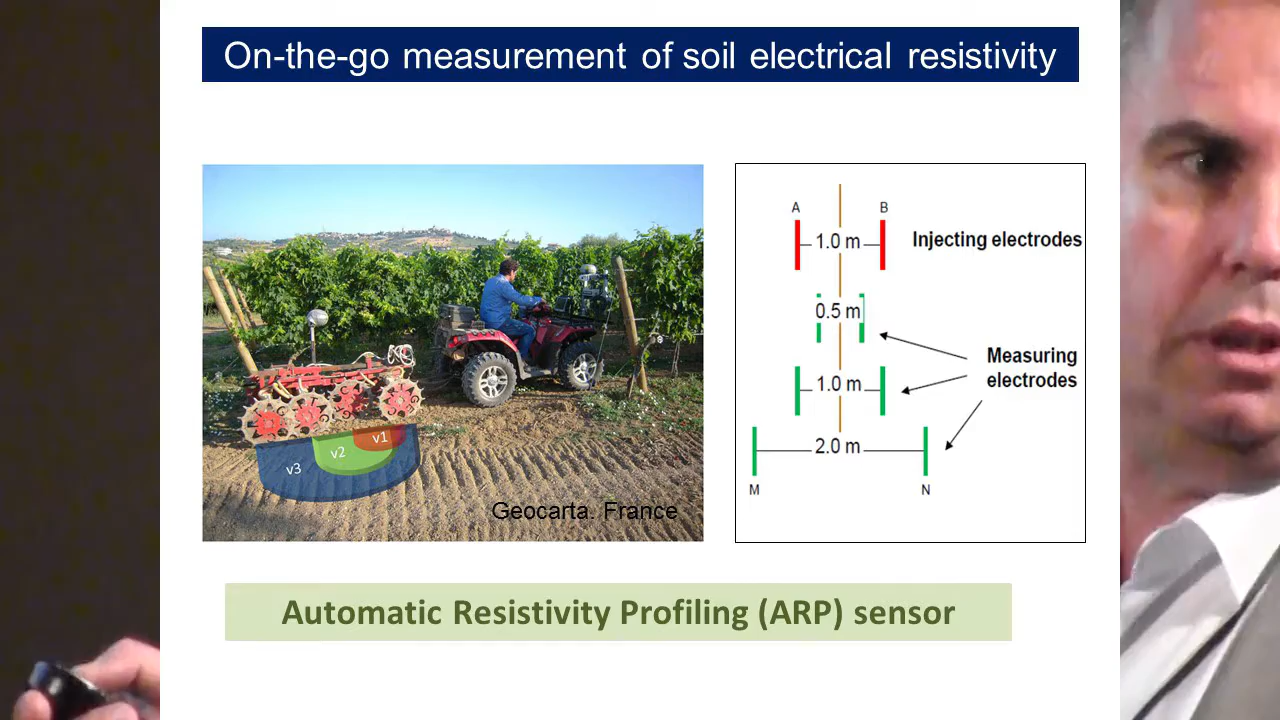 On-the-go measurement of soil electrical resistivity
v1
v2
v3
Geocarta. France
A
B
1.0 m
Injecting electrodes
0.5 m
Measuring
electrodes
1.0 m
2.0 m
M
N
Automatic Resistivity Profiling (ARP) sensor